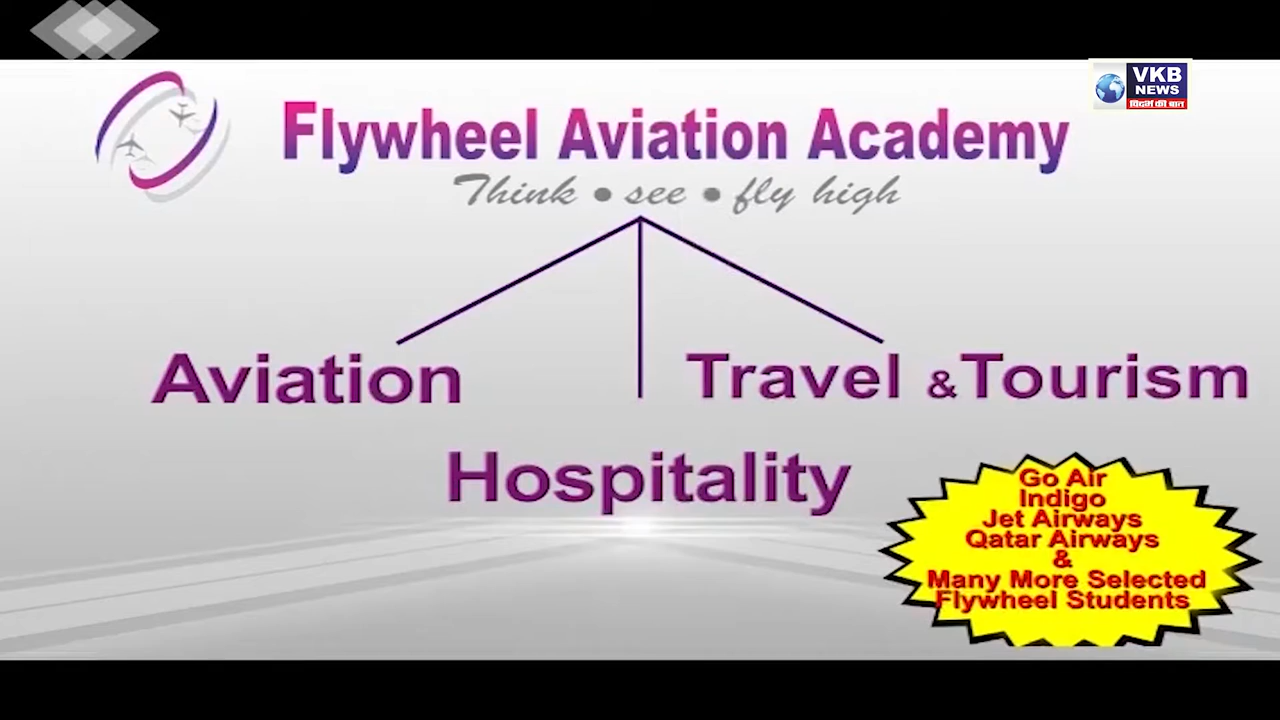 VKB
NEWS
विदर्भ की बात
Flywheel Aviation Academy
Think • see • fly high
Aviation
Travel & Tourism
Hospitality
Go Air
Indigo
Jet Airways
Qatar Airways
&
Many More Selected
Flywheel Students